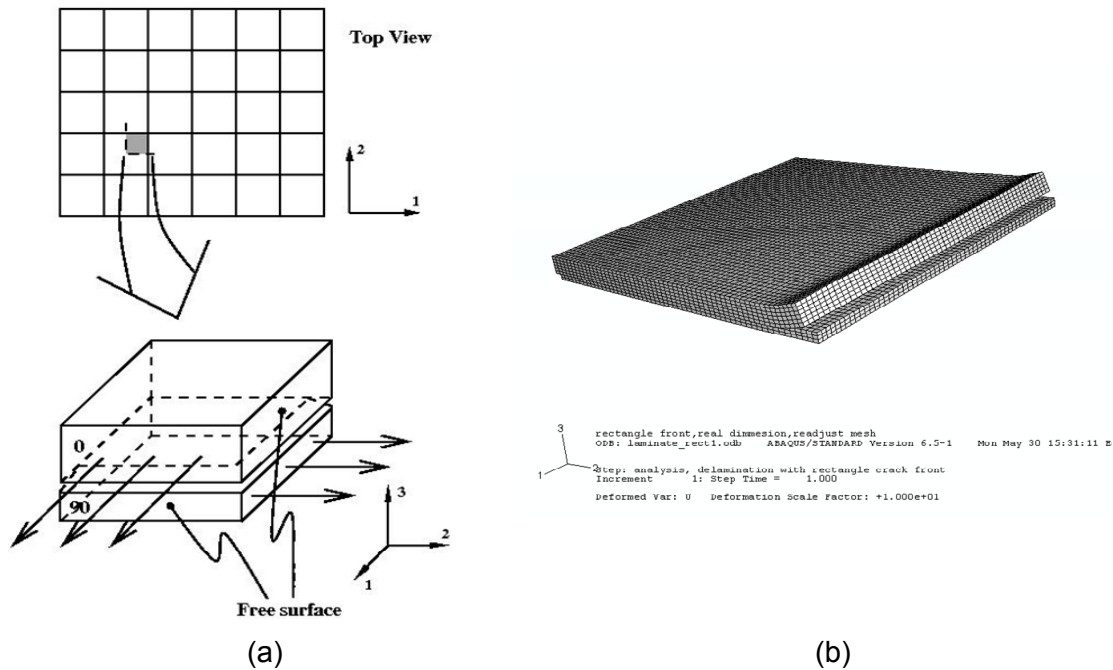 Top View
2
1
0
90
3
2
1
Free surface
(a)
3
1
2
rectangle front,real dimmesion,readjust mesh
ODB: laminate_rect1.odb ABAQUS/STANDARD Version 6.5-1 Mon May 30 15:31:11 E
Step: analysis, delamination with rectangle crack front
Increment 1: Step Time = 1.000
Deformed Var: U Deformation Scale Factor: +1.000e+01
(b)